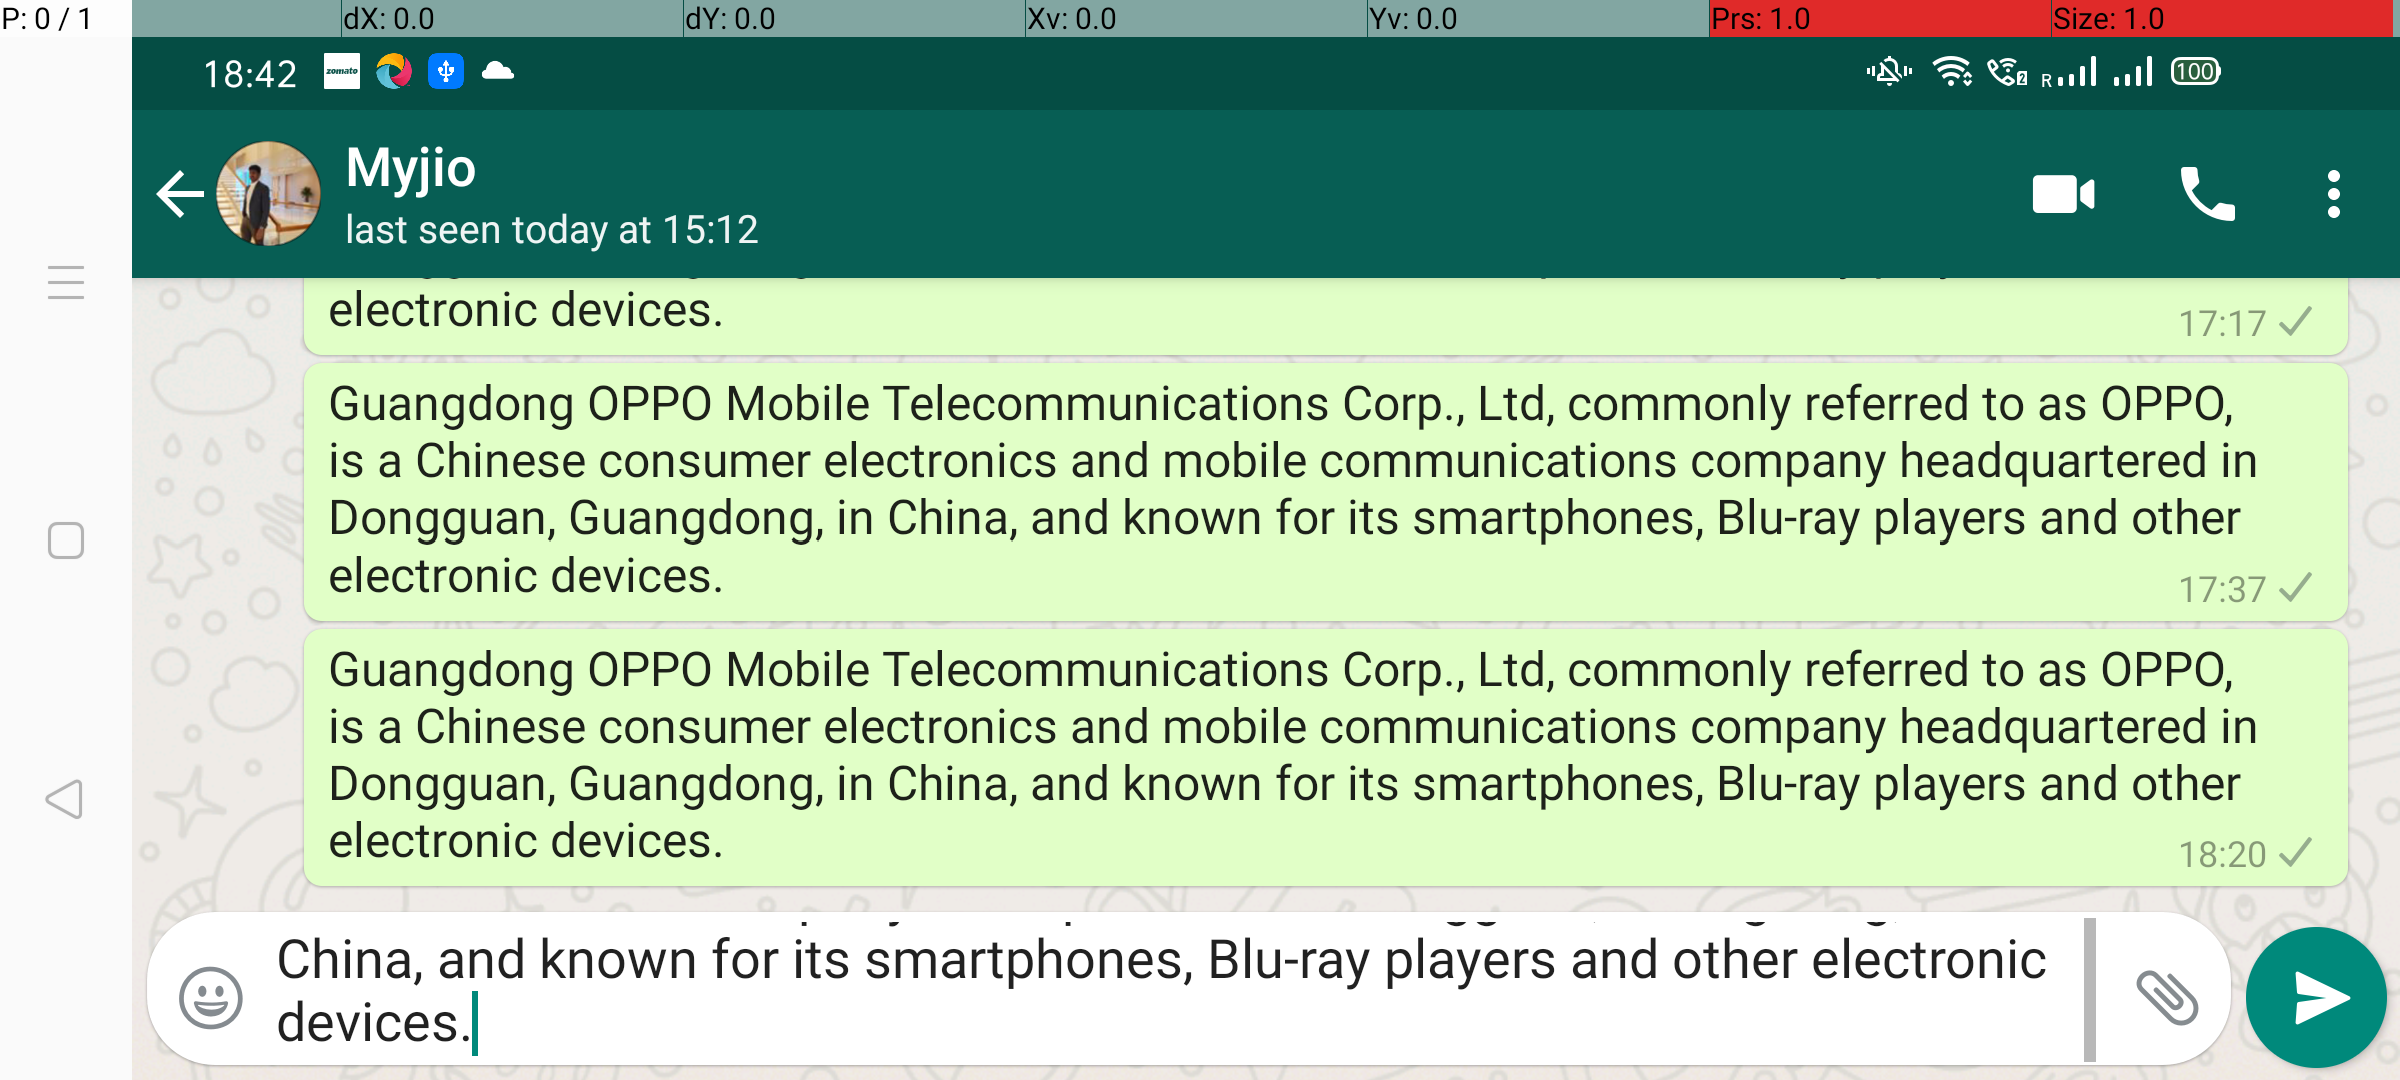 P: 0 / 1
dX: 0.0
dY: 0.0
Xv: 0.0
Yv: 0.0
Prs: 1.0
Size: 1.0
18:42
zomato
2
R
100
Myjio
last seen today at 15:12
electronic devices.
17:17
Guangdong OPPO Mobile Telecommunications Corp., Ltd, commonly referred to as OPPO,
is a Chinese consumer electronics and mobile communications company headquartered in
Dongguan, Guangdong, in China, and known for its smartphones, Blu-ray players and other
electronic devices.
17:37
Guangdong OPPO Mobile Telecommunications Corp., Ltd, commonly referred to as OPPO,
is a Chinese consumer electronics and mobile communications company headquartered in
Dongguan, Guangdong, in China, and known for its smartphones, Blu-ray players and other
electronic devices.
18:20
China, and known for its smartphones, Blu-ray players and other electronic
devices.